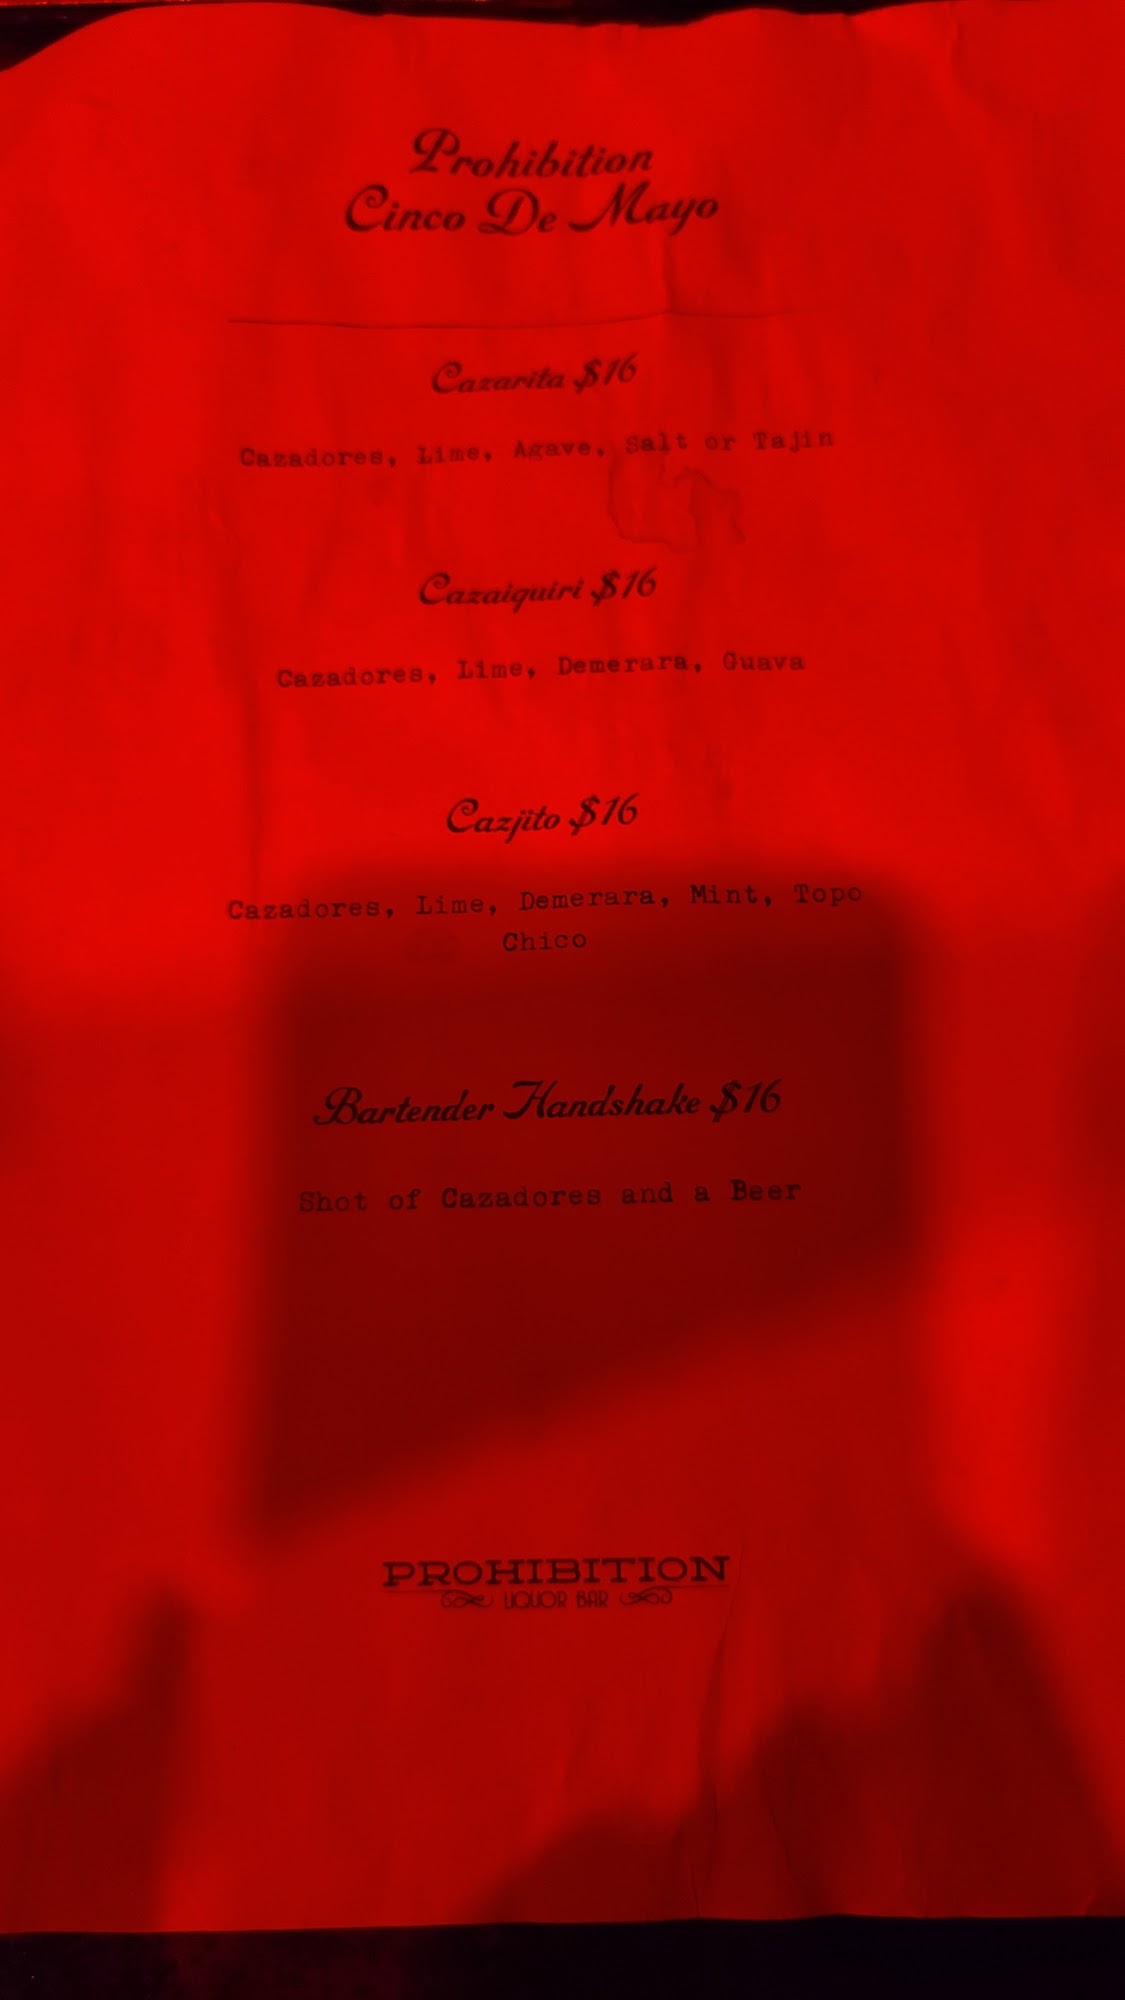 Prohibition
Cinco De Mayo
Cazarita $16
Cazadores, Lime, Agave, Salt or Tajin
Cazaiquiri $16
Cazadores, Lime, Demerara, Guava
Cazjito $16
Cazadores, Lime, Demerara, Mint, Topo
Chico
Bartender Handshake $16
Shot of Cazadores and a Beer
PROHIBITION
LIQUOR BAR